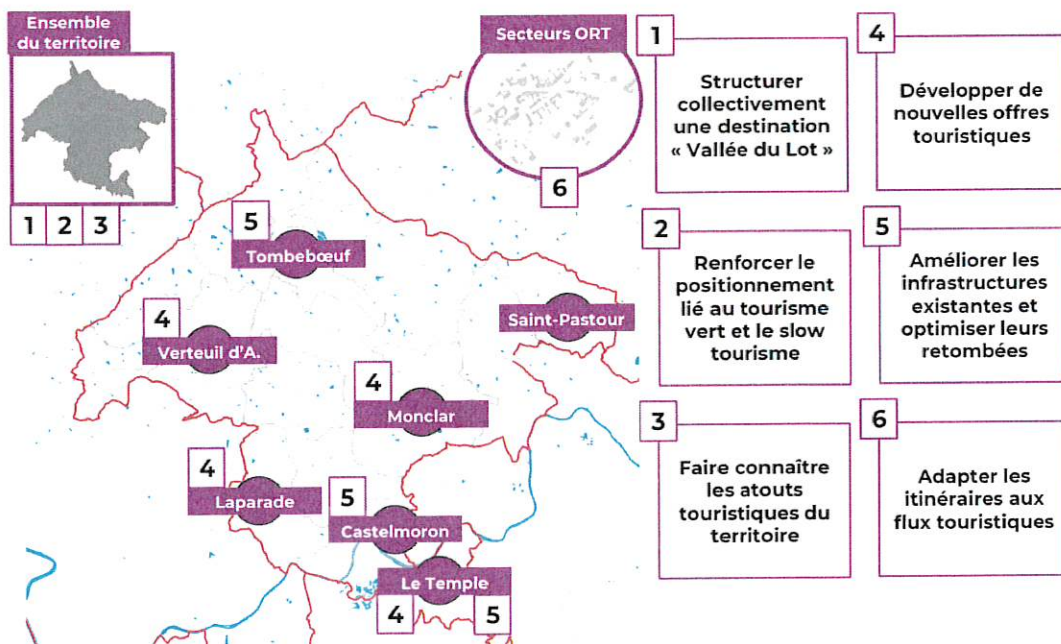 Ensemble
du territoire
1 2 3
Secteurs ORT
6
5
Tombebœuf
4
Verteuil d'A.
Saint-Pastour
4
Monclar
4
Laparade
5
Castelmoron
Le Temple
4 5
1
Structurer
collectivement
une destination
« Vallée du Lot »
4
Développer de
nouvelles offres
touristiques
2
Renforcer le
positionnement
lié au tourisme
vert et le slow
tourisme
5
Améliorer les
infrastructures
existantes et
optimiser leurs
retombées
3
Faire connaître
les atouts
touristiques du
territoire
6
Adapter les
itinéraires aux
flux touristiques